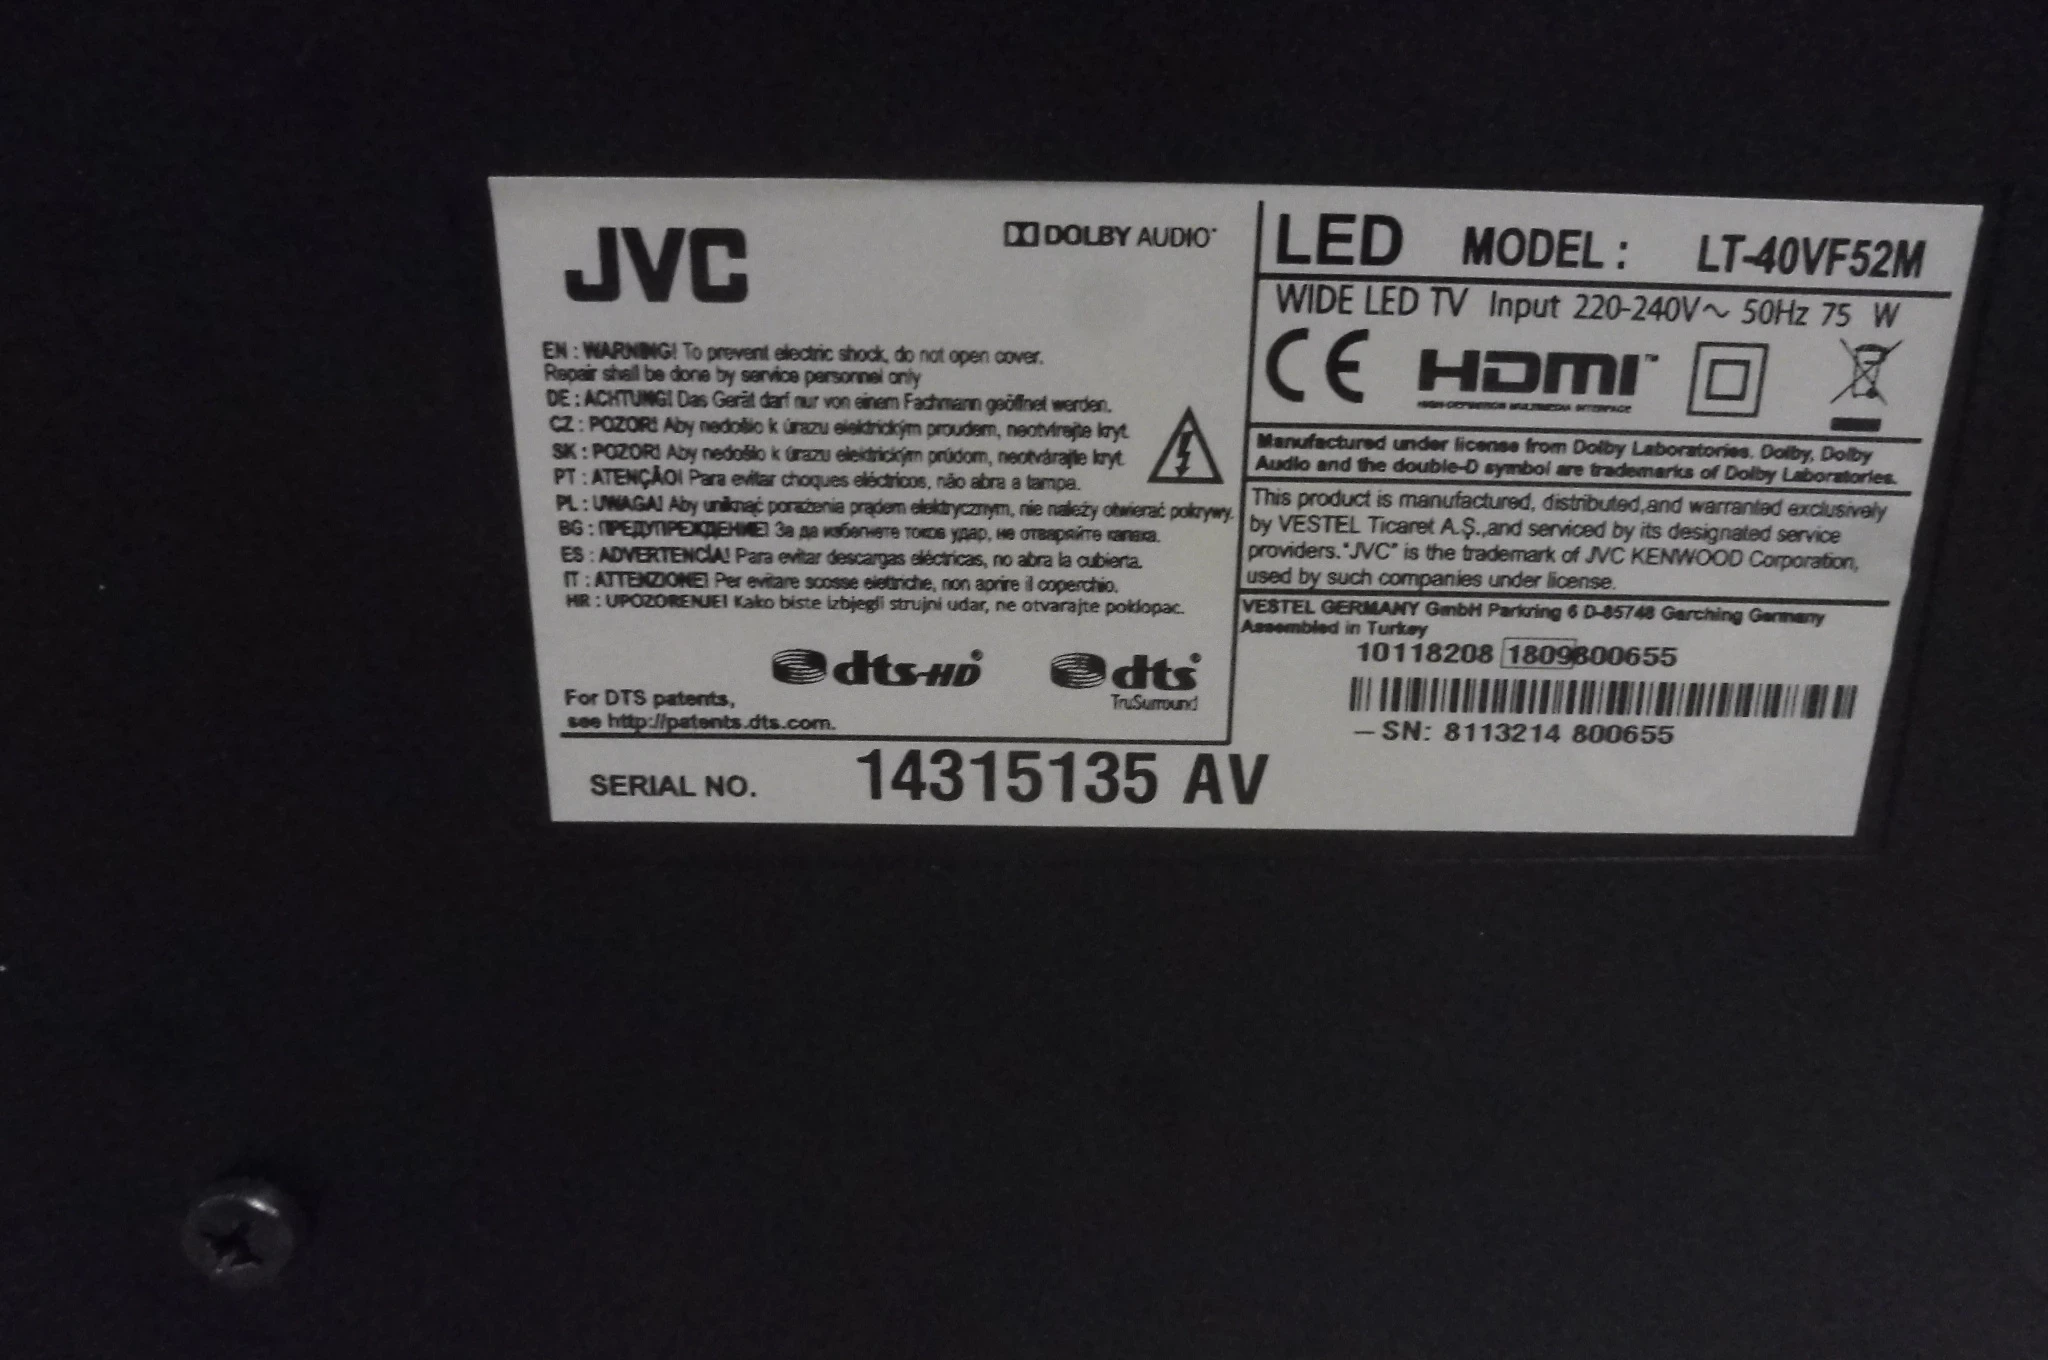 JVC
DOLBY AUDIO
EN : WARNING! To prevent electric shock, do not open cover.
Repair shall be done by service personnel only
DE : ACHTUNG! Das Gerät darf nur von einem Fachmann geöffnet werden.
CZ : POZOR! Aby nedošlo k úrazu elektrickým proudem, neotvírejte kryt.
SK : POZOR! Aby nedošlo k úrazu elektrickým prúdom, neotvárajte kryt.
PT : ATENÇÃO! Para evitar choques eléctricos, não abra a tampa.
PL : UWAGA! Aby uniknąć porażenia prądem elektrycznym, nie należy otwierać pokrywy.
BG : ПРЕДУПРЕЖДЕНИЕ! За да избегнете токов удар, не отваряйте капака.
ES : ADVERTENCÍA! Para evitar descargas eléctricas, no abra la cubierta.
IT : ATTENZIONE! Per evitare scosse elettriche, non aprire il coperchio.
HR : UPOZORENJE! Kako biste izbjegli strujni udar, ne otvarajte poklopac.
dts-HD®
dts®
TruSurround
For DTS patents,
see http://patents.dts.com.
SERIAL NO. 14315135 AV
LED MODEL : LT-40VF52M
WIDE LED TV Input 220-240V~ 50Hz 75 W
CE HDMI™
HIGH-DEFINITION MULTIMEDIA INTERFACE
Manufactured under license from Dolby Laboratories. Dolby, Dolby
Audio and the double-D symbol are trademarks of Dolby Laboratories.
This product is manufactured, distributed,and warranted exclusively
by VESTEL Ticaret A.Ş.,and serviced by its designated service
providers."JVC" is the trademark of JVC KENWOOD Corporation,
used by such companies under license.
VESTEL GERMANY GmbH Parkring 6 D-85748 Garching Germany
Assembled in Turkey
10118208 1809800655
– SN: 8113214 800655